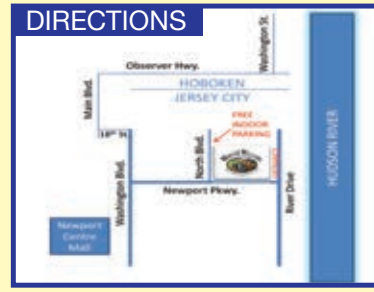 DIRECTIONS
Washington St.
Observer Hwy.
HOBOKEN
JERSEY CITY
Main Blvd.
FREE
INDOOR
PARKING
18th St
Washington Blvd.
North Blvd.
River Drive
HUDSON RIVER
Newport Pkwy.
Newport
Centre
Mall